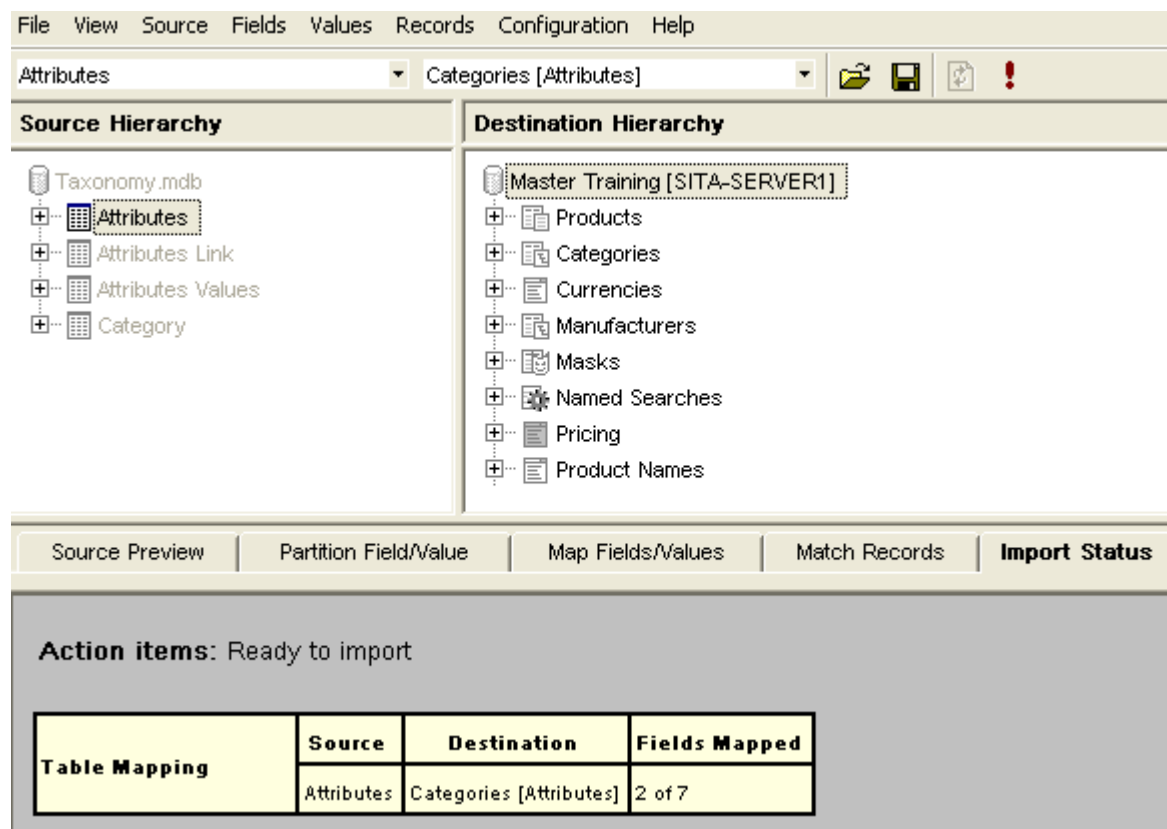 File View Source Fields Values Records Configuration Help
Attributes Categories [Attributes]
Source Hierarchy Destination Hierarchy
Taxonomy.mdb
Attributes
Attributes Link
Attributes Values
Category
Master Training [SITA-SERVER1]
Products
Categories
Currencies
Manufacturers
Masks
Named Searches
Pricing
Product Names
Source Preview Partition Field/Value Map Fields/Values Match Records Import Status
Action items: Ready to import
Table Mapping
Source Destination Fields Mapped
Attributes Categories [Attributes] 2 of 7